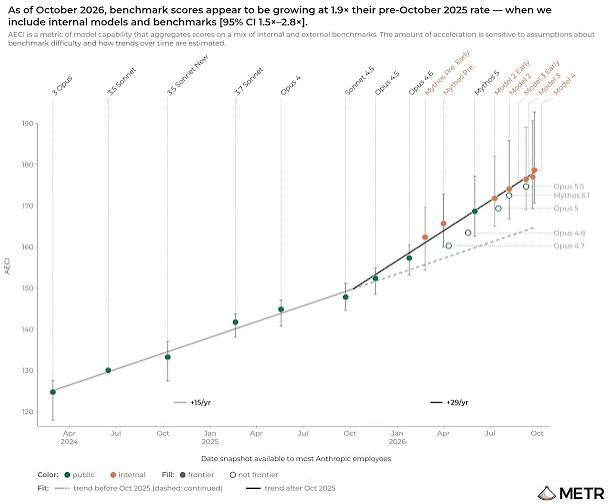 As of October 2026, benchmark scores appear to be growing at 1.9× their pre-October 2025 rate — when we
include internal models and benchmarks [95% CI 1.5×–2.8×].
AECI is a metric of model capability that aggregates scores on a mix of internal and external benchmarks. The amount of acceleration is sensitive to assumptions about
benchmark difficulty and how trends over time are estimated.
3 Opus
3.5 Sonnet
3.5 Sonnet New
3.7 Sonnet
Opus 4
Sonnet 4.5
Opus 4.5
Opus 4.6
Mythos Pre. Early
Mythos Pre.
Mythos 5
Model 2 Early
Model 2
Model 3 Early
Model 3
Model 4
190
180
170
160
150
140
130
120
AECI
Opus 5.5
Mythos 5.1
Opus 5
Opus 4.8
Opus 4.7
+15/yr
+29/yr
Apr
2024
Jul
Oct
Jan
2025
Apr
Jul
Oct
Jan
2026
Apr
Jul
Oct
Date snapshot available to most Anthropic employees
Color: public internal Fill: frontier not frontier
Fit: trend before Oct 2025 (dashed: continued) trend after Oct 2025
METR